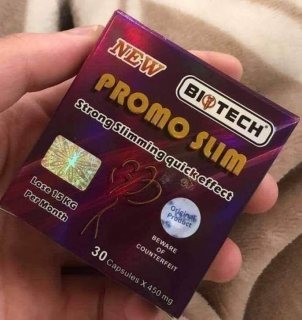 NEW
BIOTECH®
PROMO SLIM
Strong Slimming quick effect
Loze 15 KG
Per Month
Original
Product
BEWARE
OF
COUNTERFEIT
30 Capsules X 450 mg